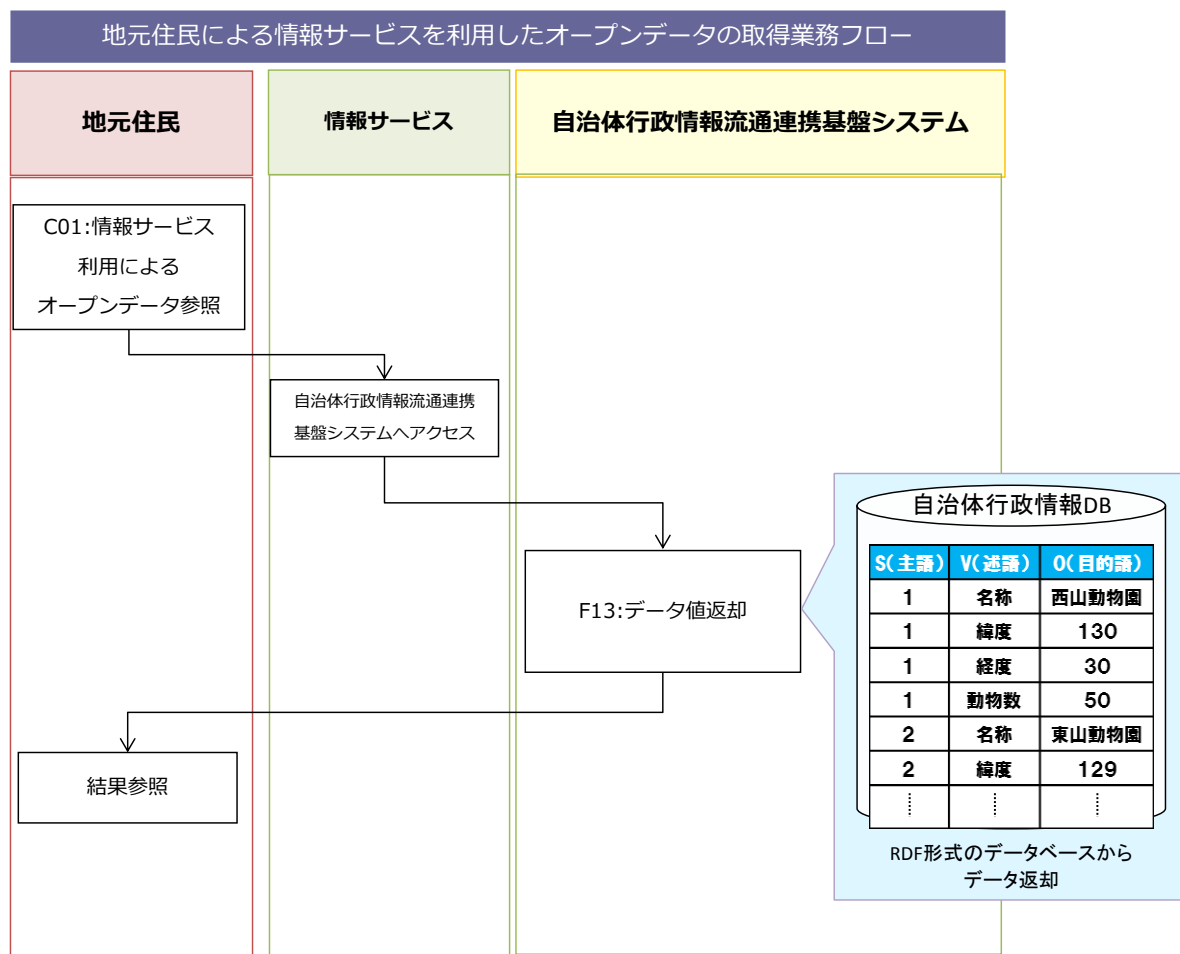 地元住民による情報サービスを利用したオープンデータの取得業務フロー
地元住民
情報サービス
自治体行政情報流通連携基盤システム
C01:情報サービス
利用による
オープンデータ参照
自治体行政情報流通連携
基盤システムへアクセス
F13:データ値返却
結果参照
自治体行政情報DB
S(主語) V(述語) O(目的語)
1 名称 西山動物園
1 緯度 130
1 経度 30
1 動物数 50
2 名称 東山動物園
2 緯度 129
⋮ ⋮ ⋮
RDF形式のデータベースから
データ返却